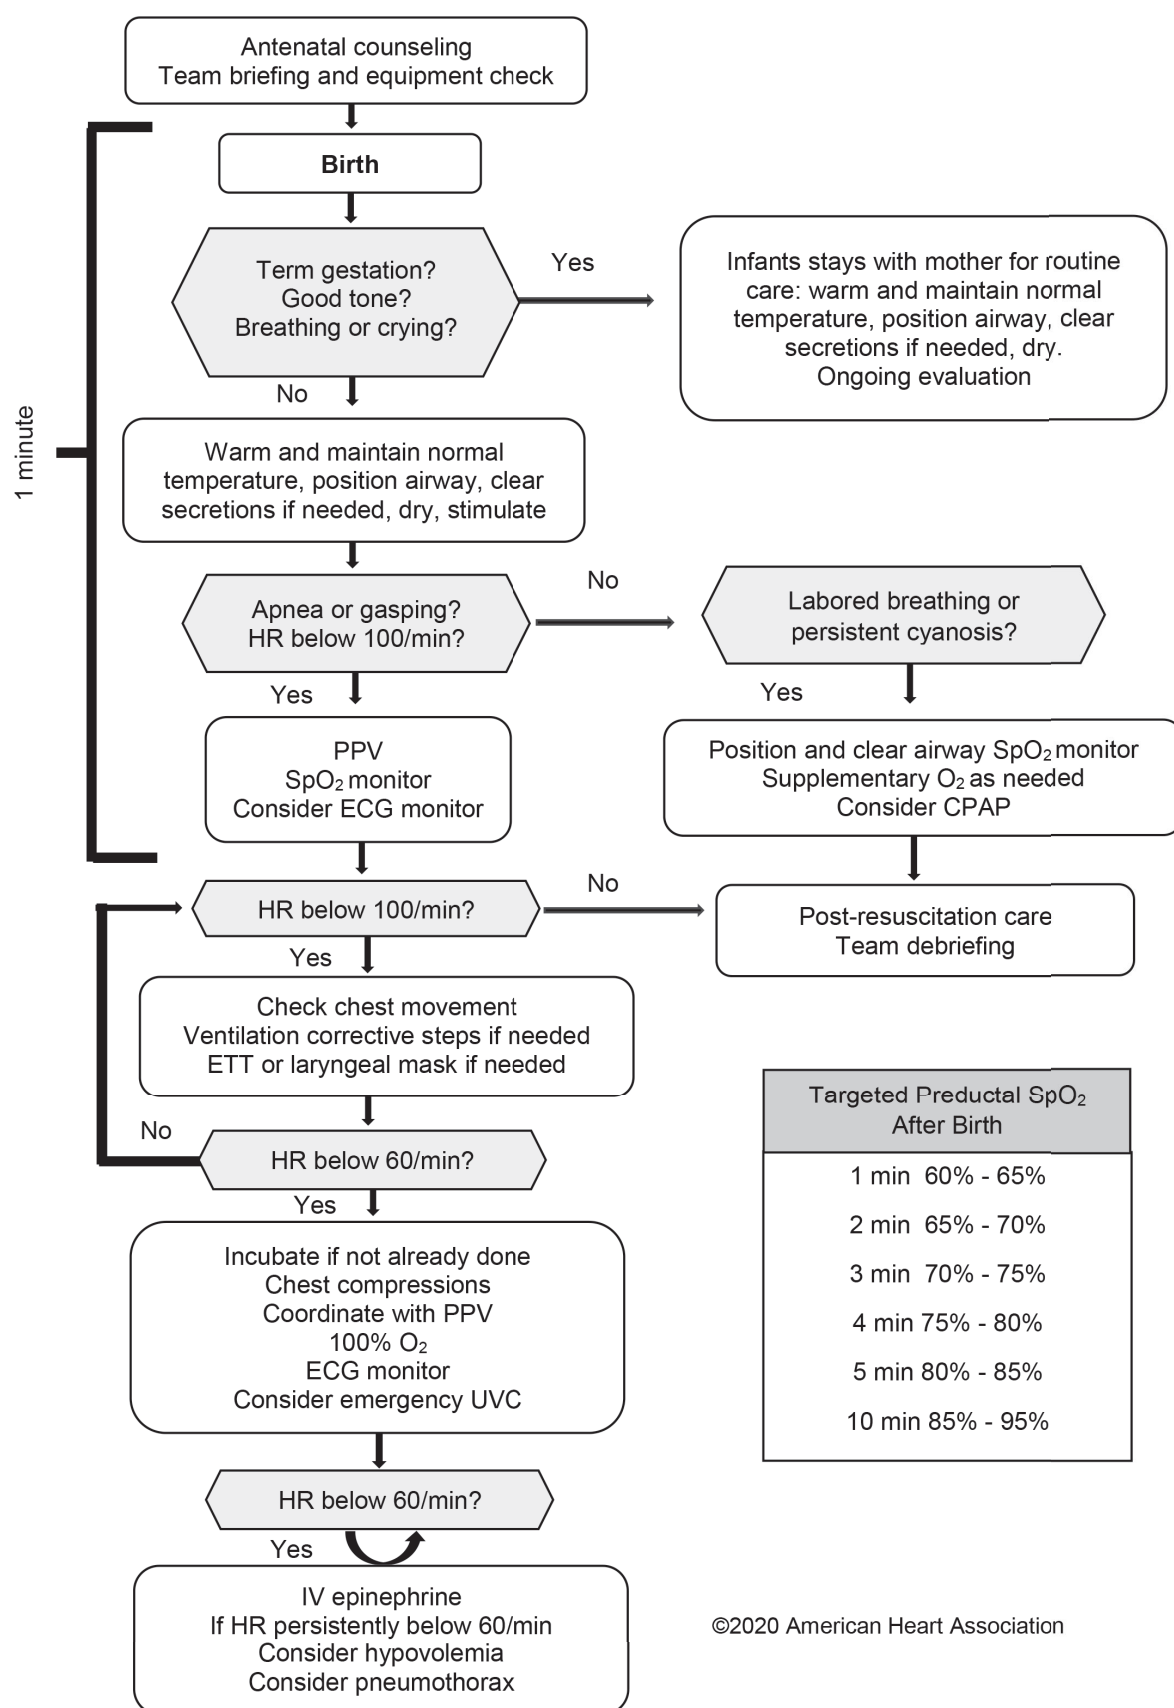 Antenatal counseling
Team briefing and equipment check
Birth
Term gestation?
Good tone?
Breathing or crying?
Yes
Infants stays with mother for routine
care: warm and maintain normal
temperature, position airway, clear
secretions if needed, dry.
Ongoing evaluation
No
1 minute
Warm and maintain normal
temperature, position airway, clear
secretions if needed, dry, stimulate
Apnea or gasping?
HR below 100/min?
No
Labored breathing or
persistent cyanosis?
Yes
Yes
PPV
SpO₂ monitor
Consider ECG monitor
Position and clear airway SpO₂ monitor
Supplementary O₂ as needed
Consider CPAP
HR below 100/min?
No
Post-resuscitation care
Team debriefing
Yes
Check chest movement
Ventilation corrective steps if needed
ETT or laryngeal mask if needed
No
HR below 60/min?
Yes
Incubate if not already done
Chest compressions
Coordinate with PPV
100% O₂
ECG monitor
Consider emergency UVC
HR below 60/min?
Yes
IV epinephrine
If HR persistently below 60/min
Consider hypovolemia
Consider pneumothorax
Targeted Preductal SpO₂
After Birth
1 min 60% - 65%
2 min 65% - 70%
3 min 70% - 75%
4 min 75% - 80%
5 min 80% - 85%
10 min 85% - 95%
©2020 American Heart Association